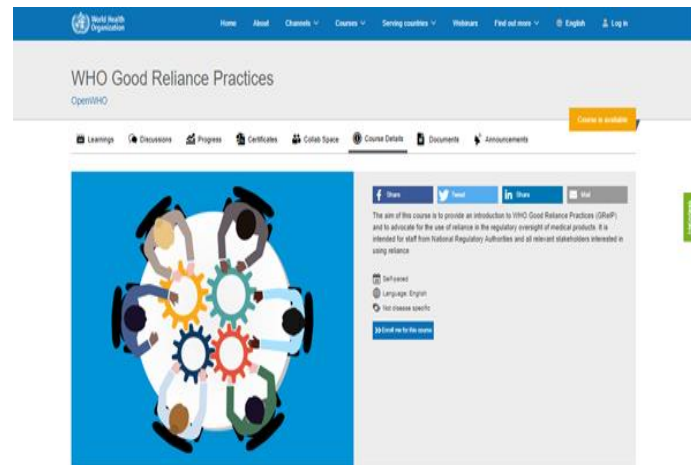 World Health
Organization
Home About Channels Courses Serving countries Webinars Find out more English Log in
WHO Good Reliance Practices
OpenWHO
Course is available
Learnings Discussions Progress Certificates Collab Space Course Details Documents Announcements
f Share Tweet in Share Mail
The aim of this course is to provide an introduction to WHO Good Reliance Practices (GRelP)
and to advocate for the use of reliance in the regulatory oversight of medical products. It is
intended for staff from National Regulatory Authorities and all relevant stakeholders interested in
using reliance
Self-paced
Language: English
Not disease specific
Enroll me for this course